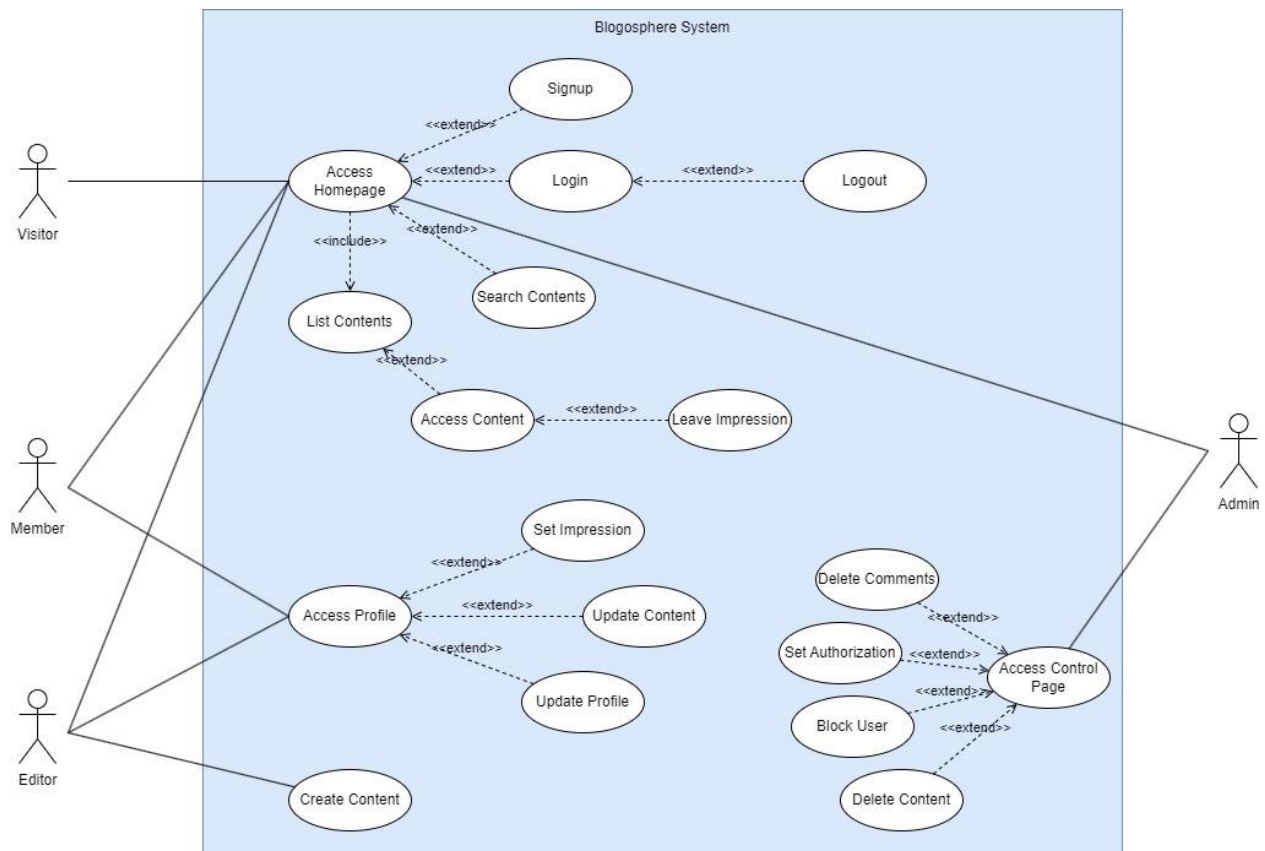 Blogosphere System
Signup
<<extend>>
Visitor
Access
Homepage
<<extend>>
Login
<<extend>>
Logout
<<include>>
<<extend>>
Search Contents
List Contents
<<extend>>
Access Content
<<extend>>
Leave Impression
Member
Admin
Set Impression
<<extend>>
Access Profile
<<extend>>
Update Content
<<extend>>
Update Profile
Delete Comments
<<extend>>
Set Authorization
<<extend>>
Access Control
Page
<<extend>>
Block User
<<extend>>
Delete Content
Editor
Create Content